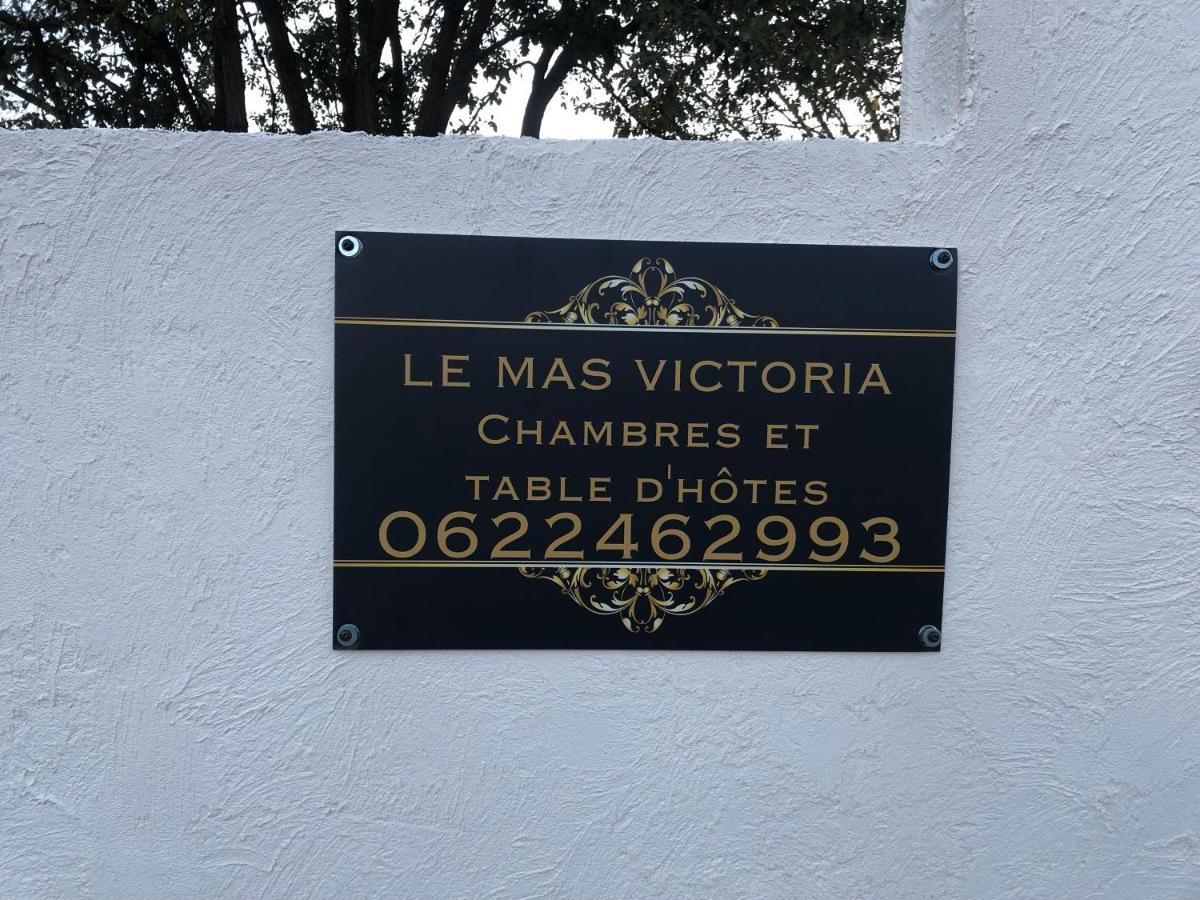 LE MAS VICTORIA
CHAMBRES ET
TABLE D'HÔTES
0622462993